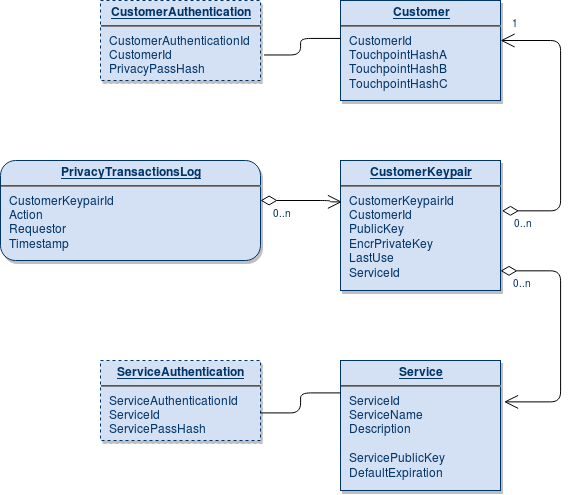 CustomerAuthentication
CustomerAuthenticationId
CustomerId
PrivacyPassHash
Customer
CustomerId
TouchpointHashA
TouchpointHashB
TouchpointHashC
1
PrivacyTransactionsLog
CustomerKeypairId
Action
Requestor
Timestamp
0..n
CustomerKeypair
CustomerKeypairId
CustomerId
PublicKey
EncrPrivateKey
LastUse
ServiceId
0..n
0..n
ServiceAuthentication
ServiceAuthenticationId
ServiceId
ServicePassHash
Service
ServiceId
ServiceName
Description
ServicePublicKey
DefaultExpiration